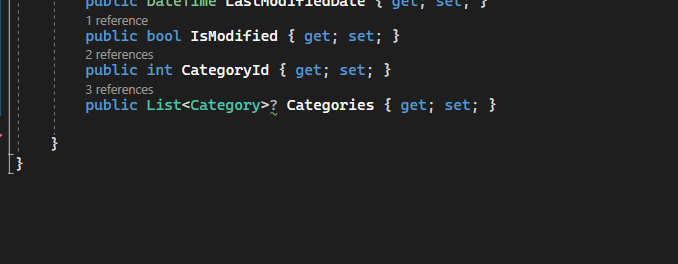 public DateTime LastModifiedDate { get; set; }
1 reference
public bool IsModified { get; set; }
2 references
public int CategoryId { get; set; }
3 references
public List<Category>? Categories { get; set; }
}
}